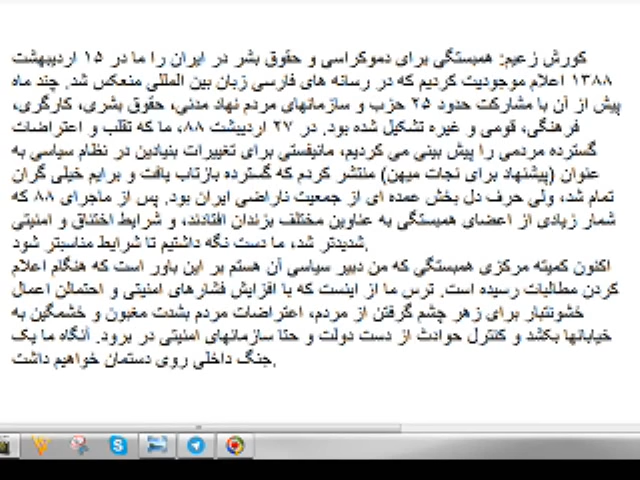 کورش زعیم: همبستگی برای دموکراسی و حقوق بشر در ایران را ما در ۱۵ اردیبهشت
۱۳۸۸ اعلام موجودیت کردیم که در رسانه های فارسی زبان بین المللی منعکس شد. چند ماه
پیش از آن با مشارکت حدود ۲۵ حزب و سازمانهای مردم نهاد مدنی، حقوق بشری، کارگری،
فرهنگی، قومی و غیره تشکیل شده بود. در ۲۷ اردیبشت ۸۸، ما که تقلب و اعتراضات
گسترده مردمی را پیش بینی می کردیم، مانیفستی برای تغییرات بنیادین در نظام سیاسی به
عنوان (پیشنهاد برای نجات میهن) منتشر کردم که گسترده بازتاب یافت و برایم خیلی گران
تمام شد، ولی حرف دل بخش عمده ای از جمعیت ناراضی ایران بود. پس از ماجرای ۸۸ که
شمار زیادی از اعضای همبستگی به عناوین مختلف بزندان افتادند، و شرایط اختناق و امنیتی
شدیدتر شد، ما دست نگه داشتیم تا شرایط مناسبتر شود.
اکنون کمیته مرکزی همبستگی که من دبیر سیاسی آن هستم بر این باور است که هنگام اعلام
کردن مطالبات رسیده است. ترس ما از اینست که با افزایش فشارهای امنیتی و احتمالن اعمال
خشونتبار برای زهر چشم گرفتن از مردم، اعتراضات مردم بشدت مغبون و خشمگین به
خیابانها بکشد و کنترل حوادث از دست دولت و حتا سازمانهای امنیتی در برود. آنگاه ما یک
جنگ داخلی روی دستمان خواهیم داشت.